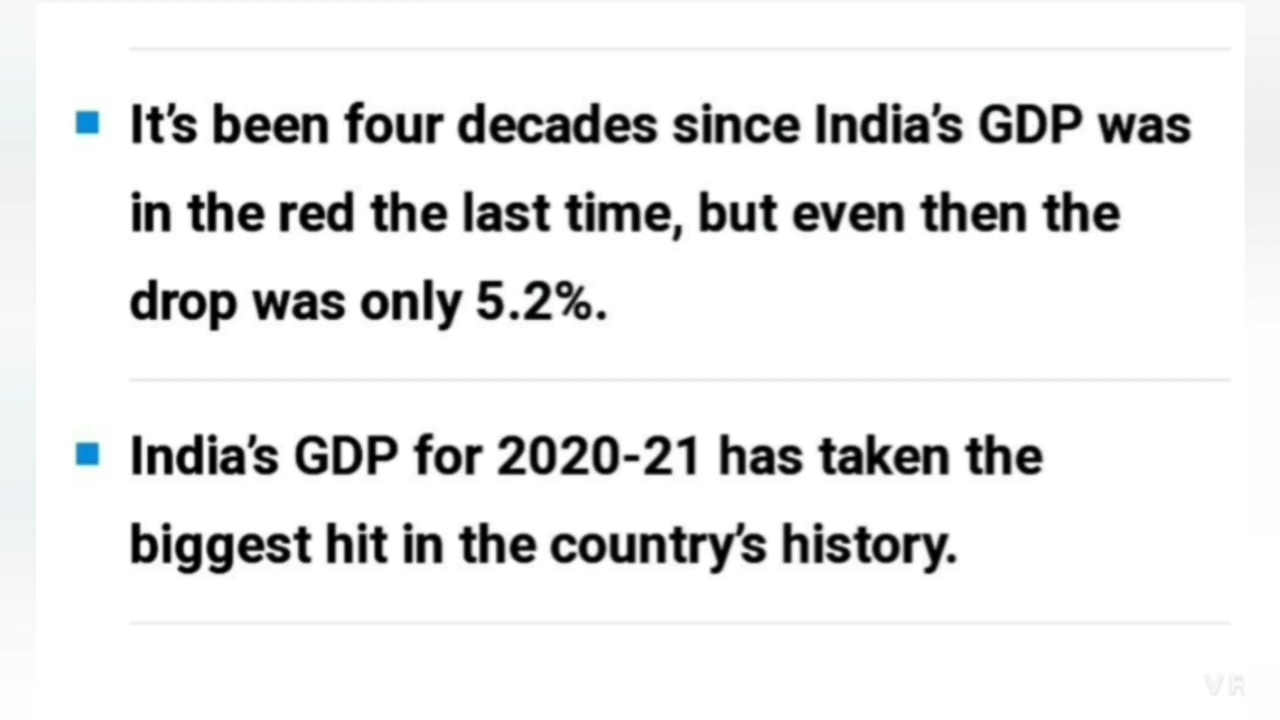 It’s been four decades since India’s GDP was
in the red the last time, but even then the
drop was only 5.2%.
India’s GDP for 2020-21 has taken the
biggest hit in the country’s history.
VR